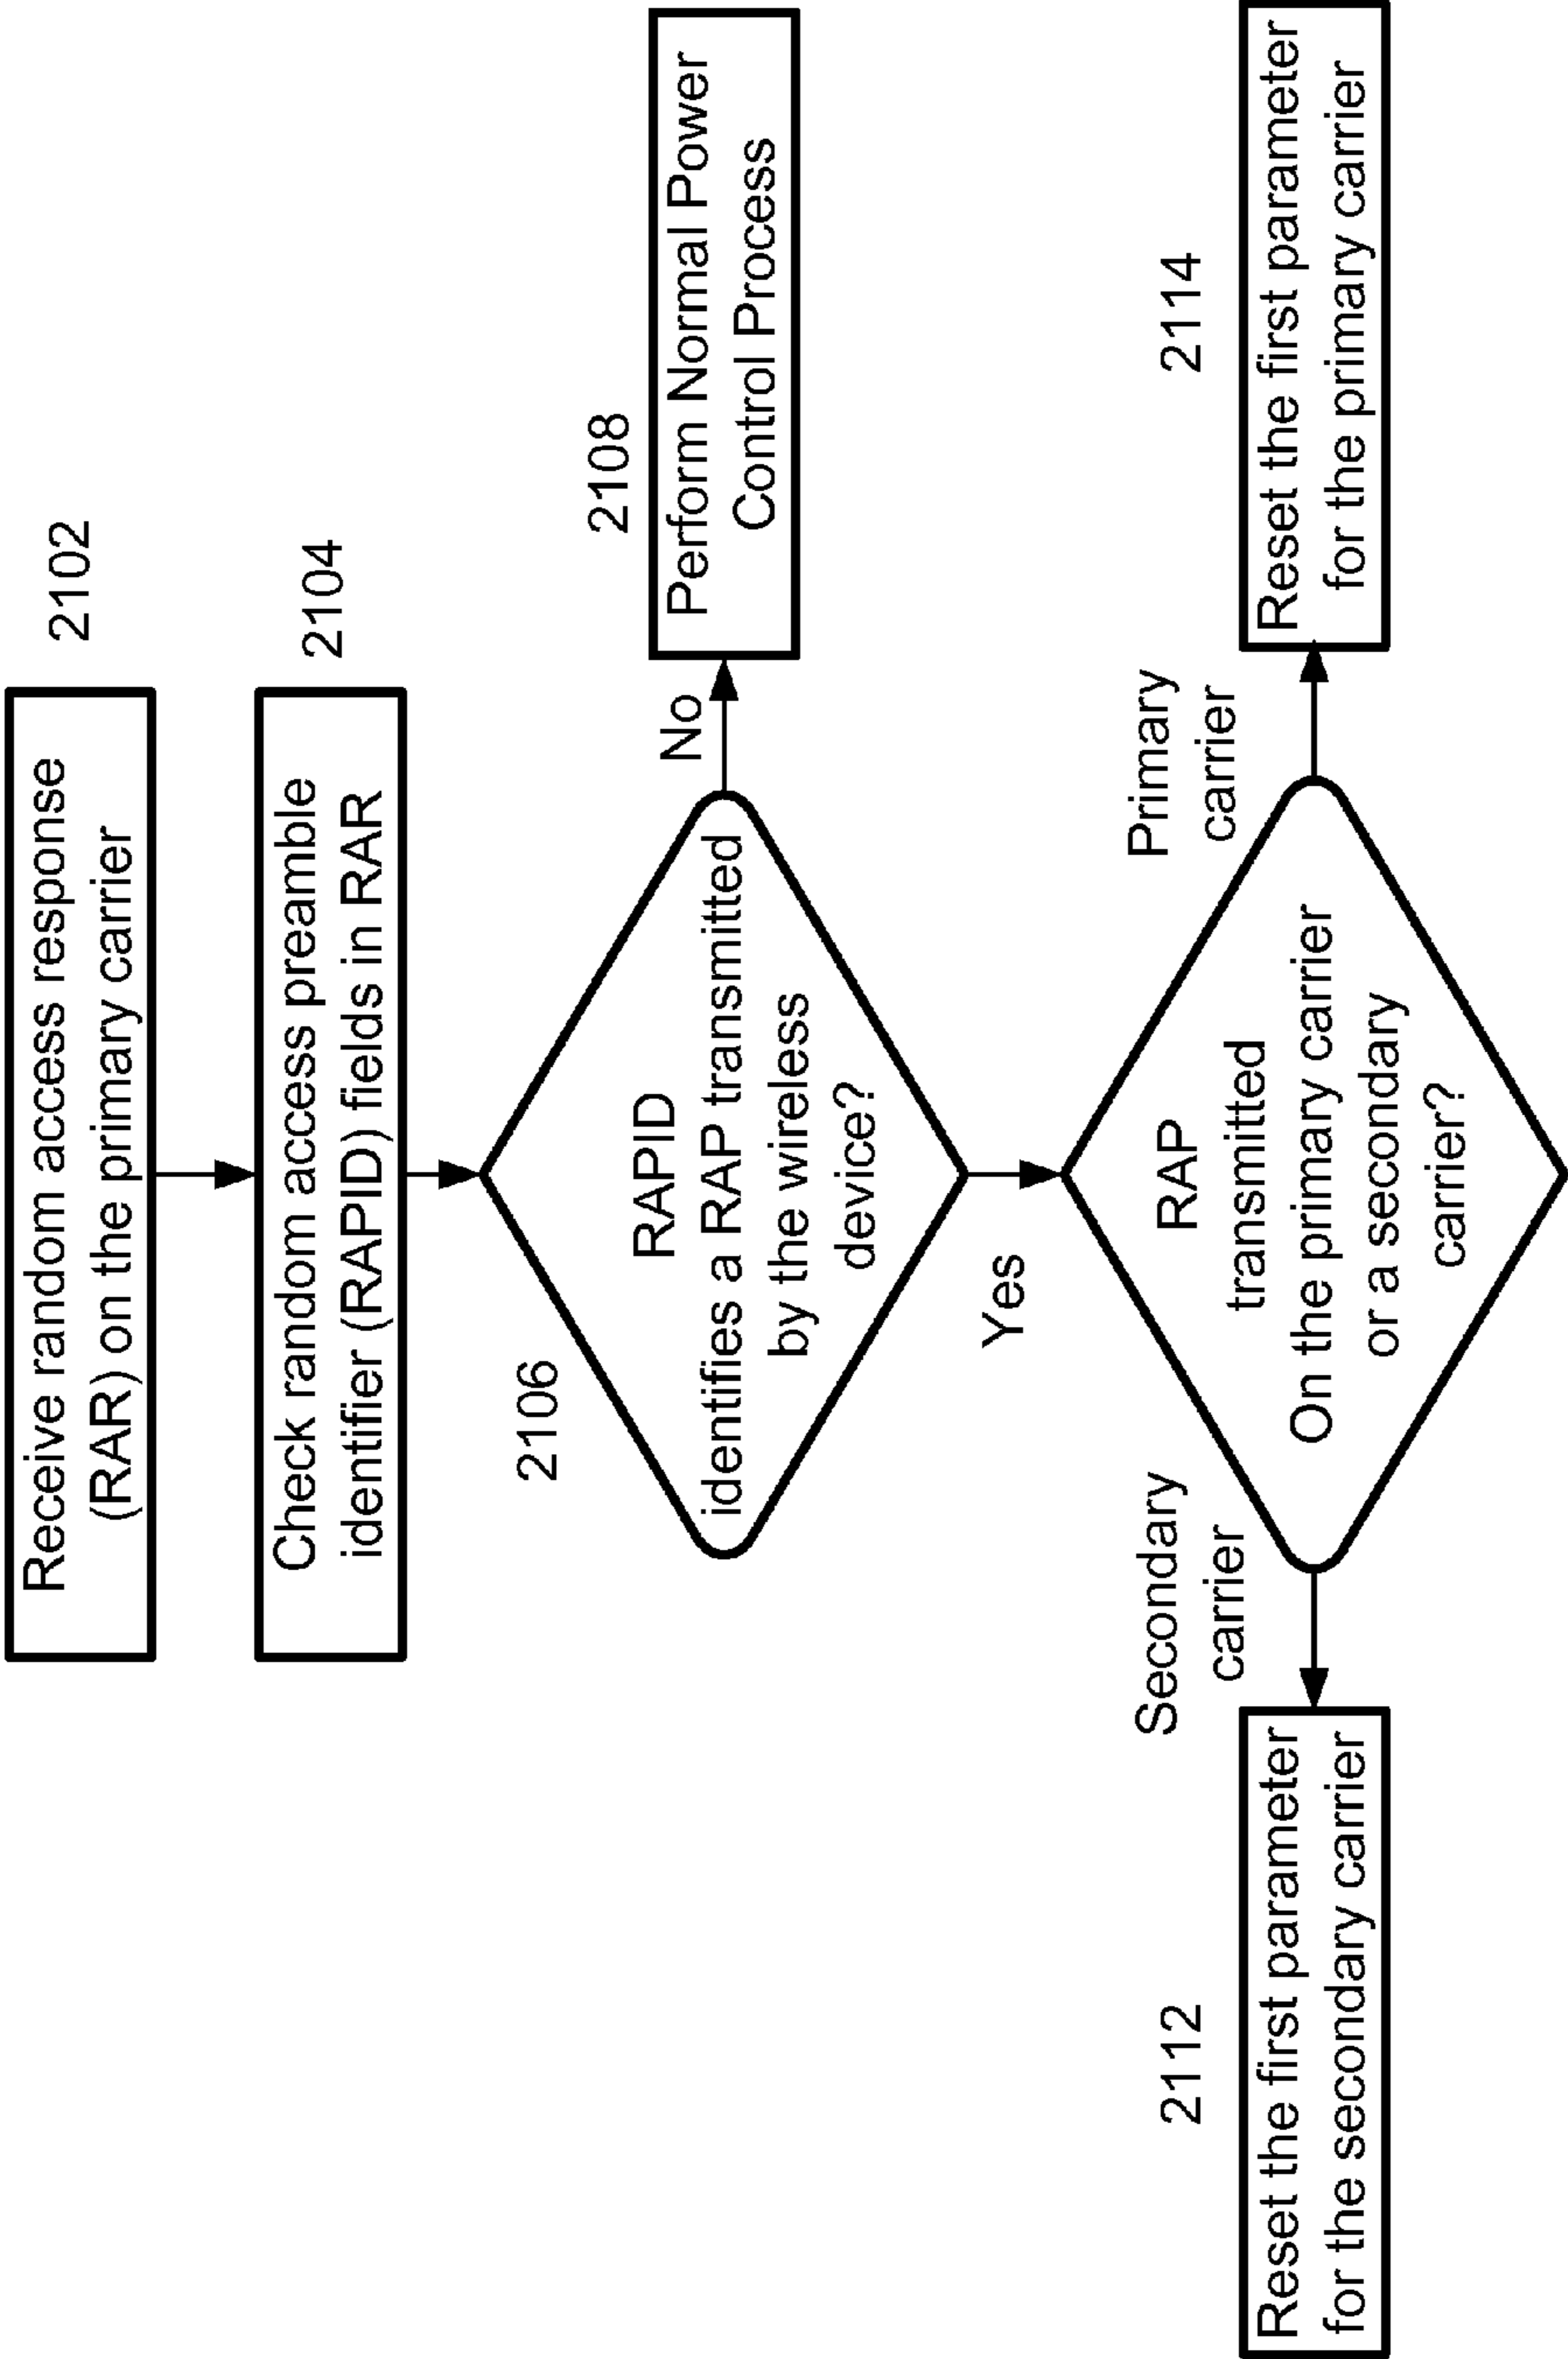 2102
Receive random access response
(RAR) on the primary carrier
2104
Check random access preamble
identifier (RAPID) fields in RAR
2106
RAPID
identifies a RAP transmitted
by the wireless
device?
No
2108
Perform Normal Power
Control Process
Yes
RAP
transmitted
On the primary carrier
or a secondary
carrier?
Secondary
carrier
2112
Reset the first parameter
for the secondary carrier
Primary
carrier
2114
Reset the first parameter
for the primary carrier